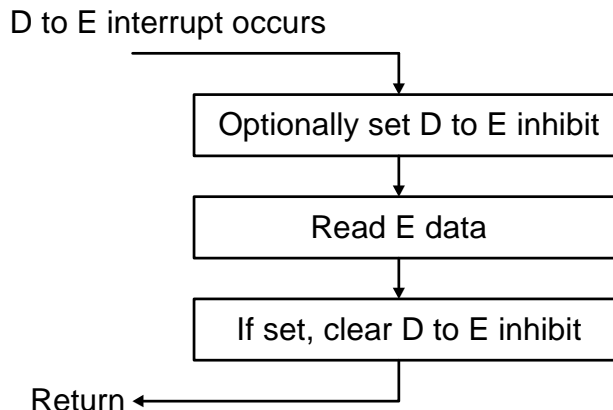 D to E interrupt occurs
Optionally set D to E inhibit
Read E data
If set, clear D to E inhibit
Return